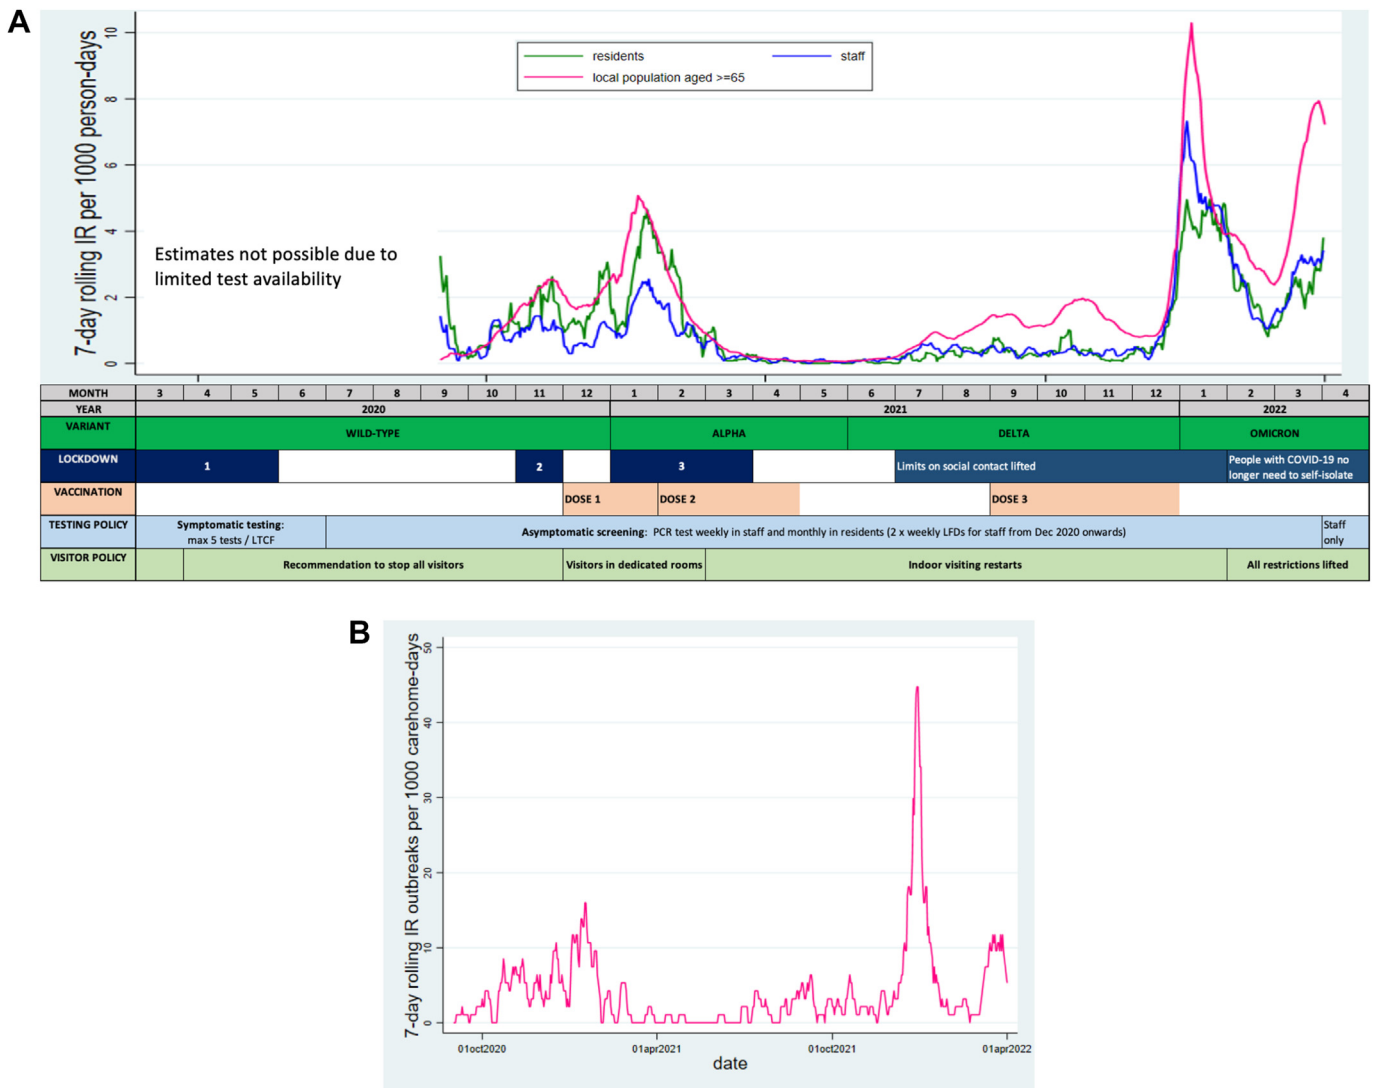 A
7-day rolling IR per 1000 person-days
10
8
6
4
2
0
residents
staff
local population aged >=65
Estimates not possible due to
limited test availability
MONTH 3 4 5 6 7 8 9 10 11 12 1 2 3 4 5 6 7 8 9 10 11 12 1 2 3 4
YEAR 2020 2021 2022
VARIANT WILD-TYPE ALPHA DELTA OMICRON
LOCKDOWN 1 2 3 Limits on social contact lifted People with COVID-19 no
longer need to self-isolate
VACCINATION DOSE 1 DOSE 2 DOSE 3
TESTING POLICY Symptomatic testing:
max 5 tests / LTCF
Asymptomatic screening: PCR test weekly in staff and monthly in residents (2 x weekly LFDs for staff from Dec 2020 onwards)
Staff
only
VISITOR POLICY Recommendation to stop all visitors Visitors in dedicated rooms Indoor visiting restarts All restrictions lifted
B
7-day rolling IR outbreaks per 1000 carehome-days
50
40
30
20
10
0
01oct2020 01apr2021 01oct2021 01apr2022
date